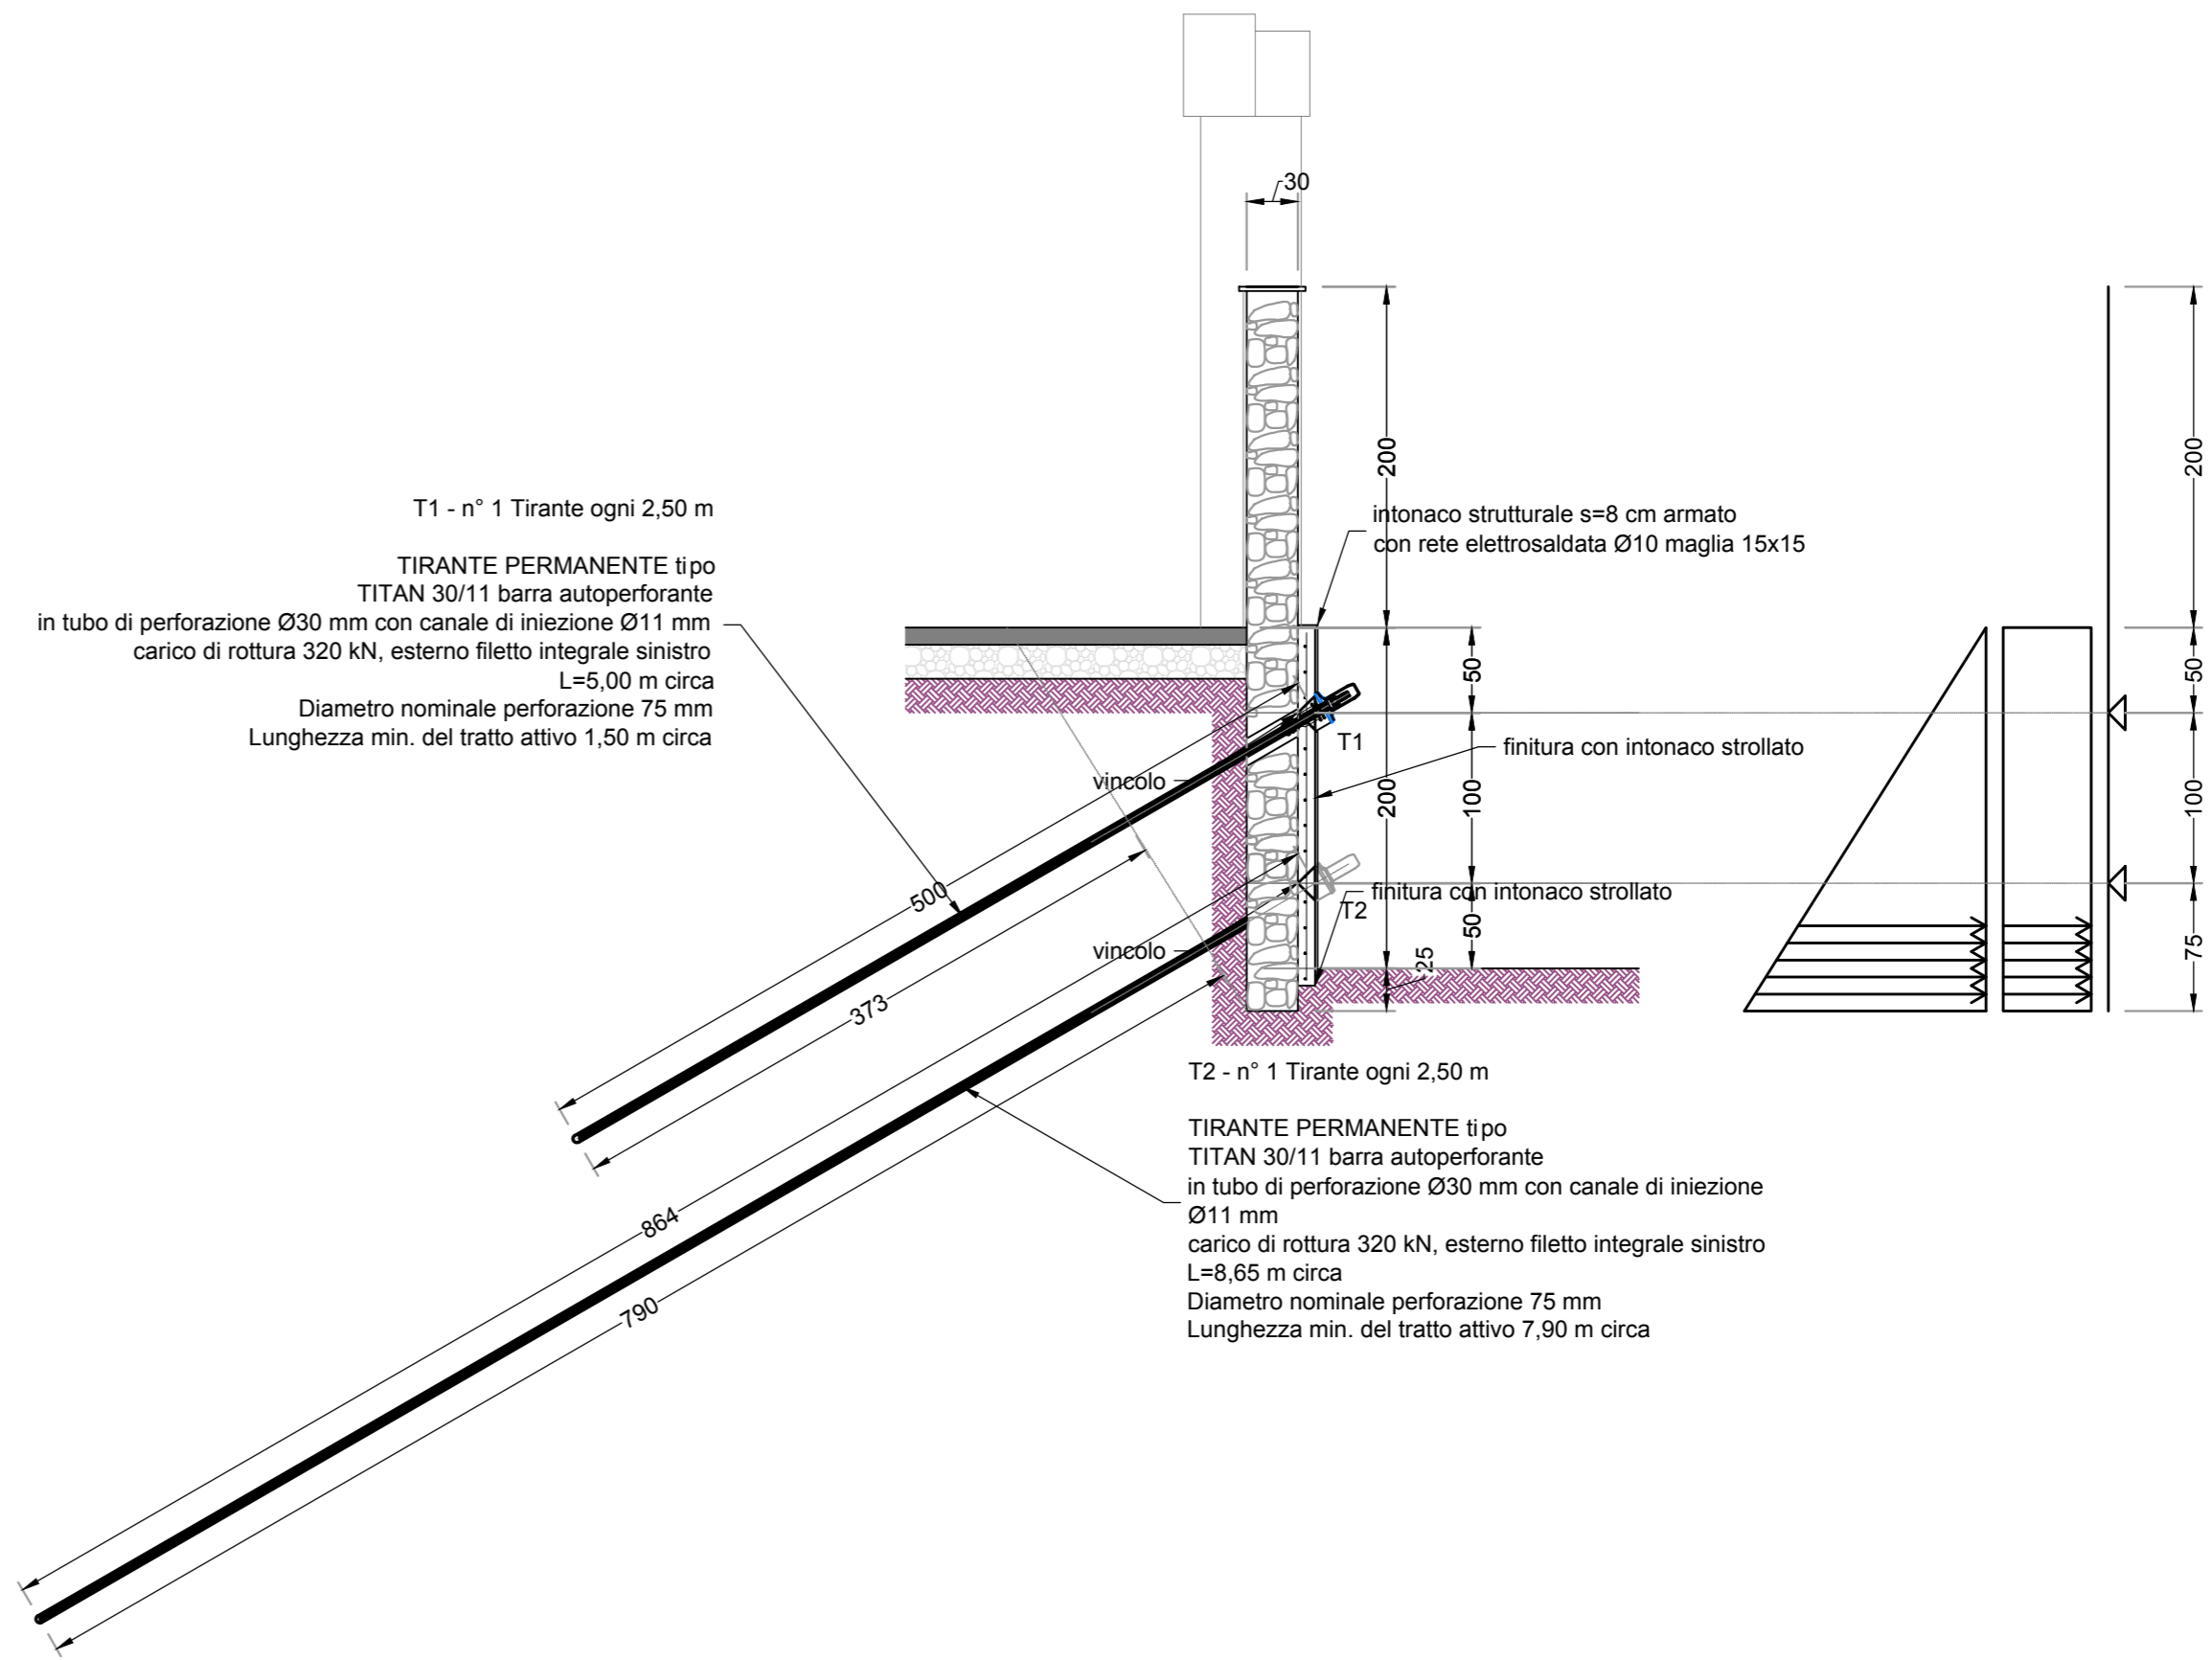 30
200
200
T1 - n° 1 Tirante ogni 2,50 m
TIRANTE PERMANENTE tipo
TITAN 30/11 barra autoperforante
in tubo di perforazione Ø30 mm con canale di iniezione Ø11 mm
carico di rottura 320 kN, esterno filetto integrale sinistro
L=5,00 m circa
Diametro nominale perforazione 75 mm
Lunghezza min. del tratto attivo 1,50 m circa
intonaco strutturale s=8 cm armato
con rete elettrosaldata Ø10 maglia 15x15
50
50
T1
finitura con intonaco strollato
vincolo
200
100
100
500
finitura con intonaco strollato
T2
50
vincolo
25
75
373
T2 - n° 1 Tirante ogni 2,50 m
TIRANTE PERMANENTE tipo
TITAN 30/11 barra autoperforante
in tubo di perforazione Ø30 mm con canale di iniezione
Ø11 mm
carico di rottura 320 kN, esterno filetto integrale sinistro
L=8,65 m circa
Diametro nominale perforazione 75 mm
Lunghezza min. del tratto attivo 7,90 m circa
864
790